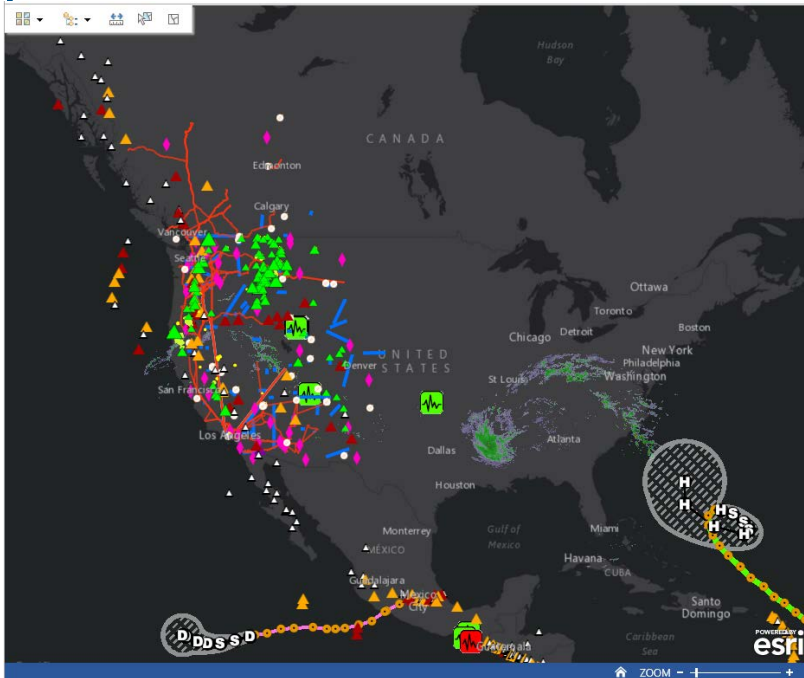 Hudson
Bay
CANADA
Edmonton
Calgary
Vancouver
Seattle
Ottawa
Toronto
Boston
Chicago
Detroit
New York
Philadelphia
UNITED
STATES
Denver
St Louis
Washington
San Francisco
Los Angeles
Dallas
Atlanta
Houston
H
H
H S
S
H
H
Monterrey
Gulf of
Mexico
Miami
MÉXICO
Havana
CUBA
Guadalajara
Mexico
City
Santo
Domingo
D D D S S D
Guatemala
Caribbean
Sea
POWERED BY
esri
ZOOM - +